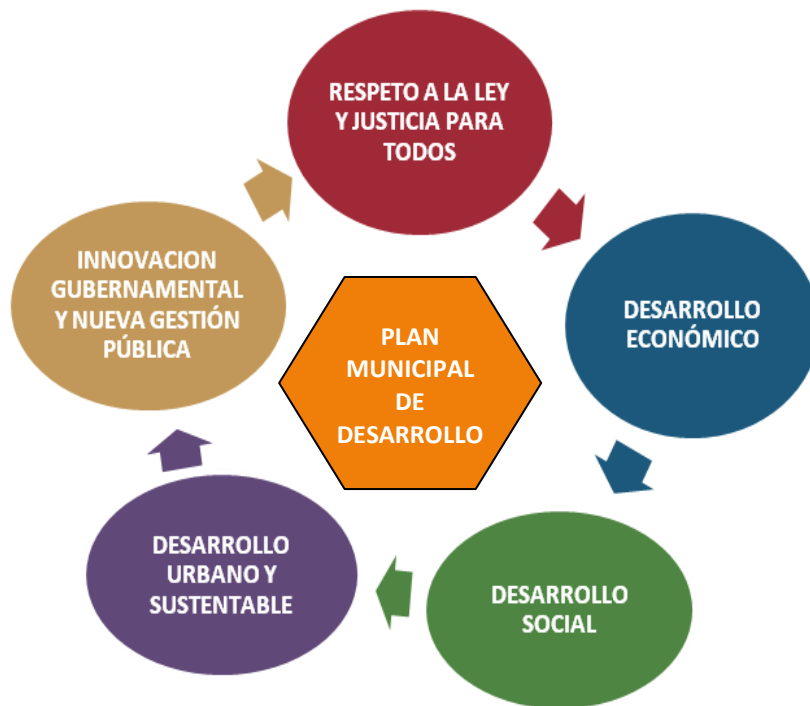 RESPETO A LA LEY
Y JUSTICIA PARA
TODOS
INNOVACION
GUBERNAMENTAL
Y NUEVA GESTIÓN
PÚBLICA
DESARROLLO
ECONÓMICO
PLAN
MUNICIPAL
DE
DESARROLLO
DESARROLLO
URBANO Y
SUSTENTABLE
DESARROLLO
SOCIAL